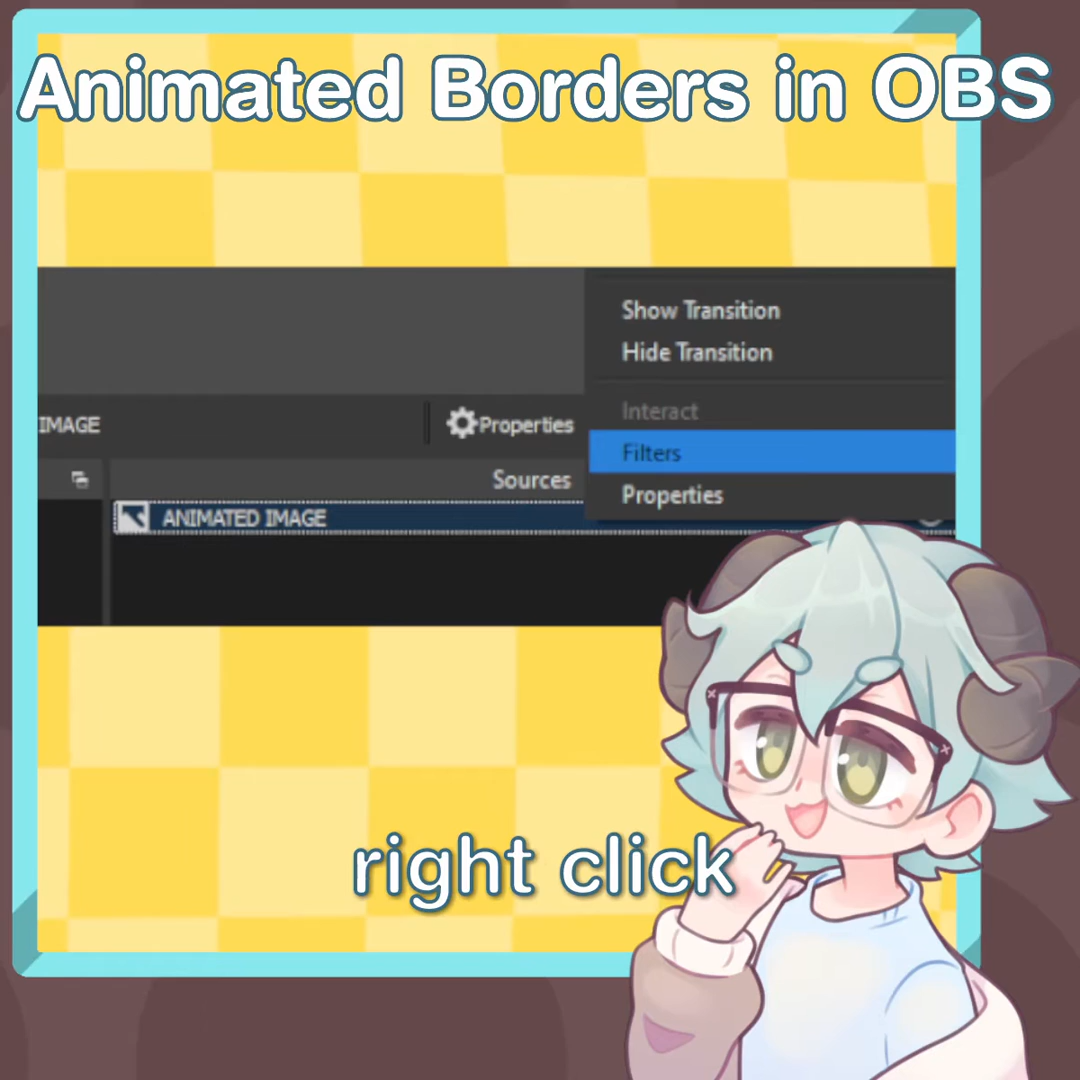 Animated Borders in OBS
Show Transition
Hide Transition
Interact
IMAGE
Properties
Filters
Sources
Properties
ANIMATED IMAGE
right click